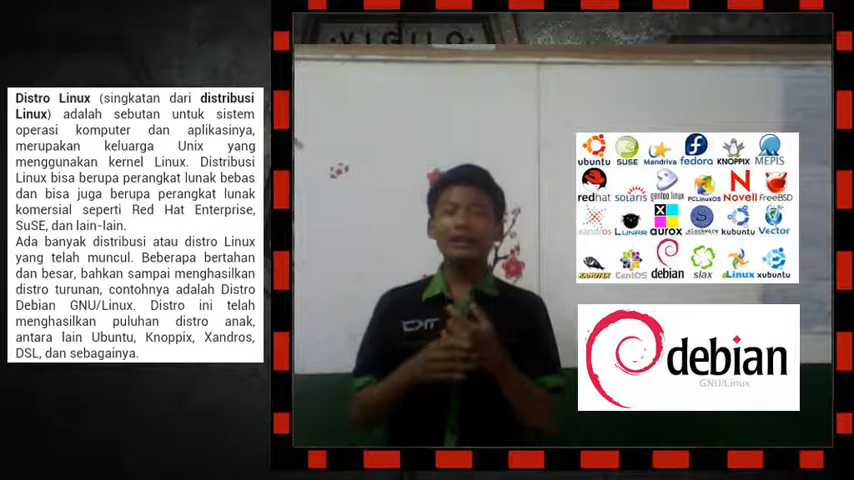 Distro Linux (singkatan dari distribusi
Linux) adalah sebutan untuk sistem
operasi komputer dan aplikasinya,
merupakan keluarga Unix yang
menggunakan kernel Linux. Distribusi
Linux bisa berupa perangkat lunak bebas
dan bisa juga berupa perangkat lunak
komersial seperti Red Hat Enterprise,
SuSE, dan lain-lain.
Ada banyak distribusi atau distro Linux
yang telah muncul. Beberapa bertahan
dan besar, bahkan sampai menghasilkan
distro turunan, contohnya adalah Distro
Debian GNU/Linux. Distro ini telah
menghasilkan puluhan distro anak,
antara lain Ubuntu, Knoppix, Xandros,
DSL, dan sebagainya.
VIGILO
ubuntu SUSE Mandriva fedora KNOPPIX MEPIS
redhat solaris gentoo linux PCLINUXOS Novell FreeBSD
xandros LUNAR aurox slackware kubuntu Vector
KANOTIX CentOS debian slax aLinux xubuntu
debian
GNU/Linux